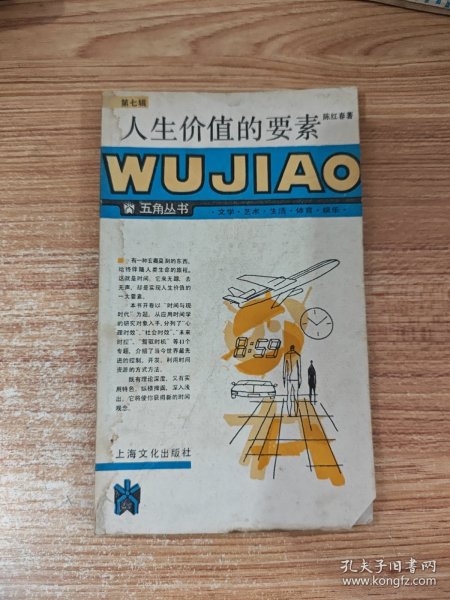 第七辑
人生价值的要素
陈红春著
WUJIAO
五角丛书
·文学·艺术·生活·体育·娱乐·
有一种玄霸莫测的东西,
始终伴随人类生命的旅程。
这就是时间,它来无踪,去
无声,却是实现人生价值的
一大要素。
本书开卷以“时间与现
时代”为题,从应用时间学
的研究对象入手,分列了“心
理时效”、“社会时效”、“未来
时控”、“驾驭时机”等11个
专题,介绍了当今世界最先
进的控制、开发、利用时间
资源的方式方法。
既有理论深度,又有实
用特色,纵横捭阖,深入浅
出,它将使你获得新的时间
观念。
8:59
上海文化出版社
孔夫子旧书网
www.kongfz.com